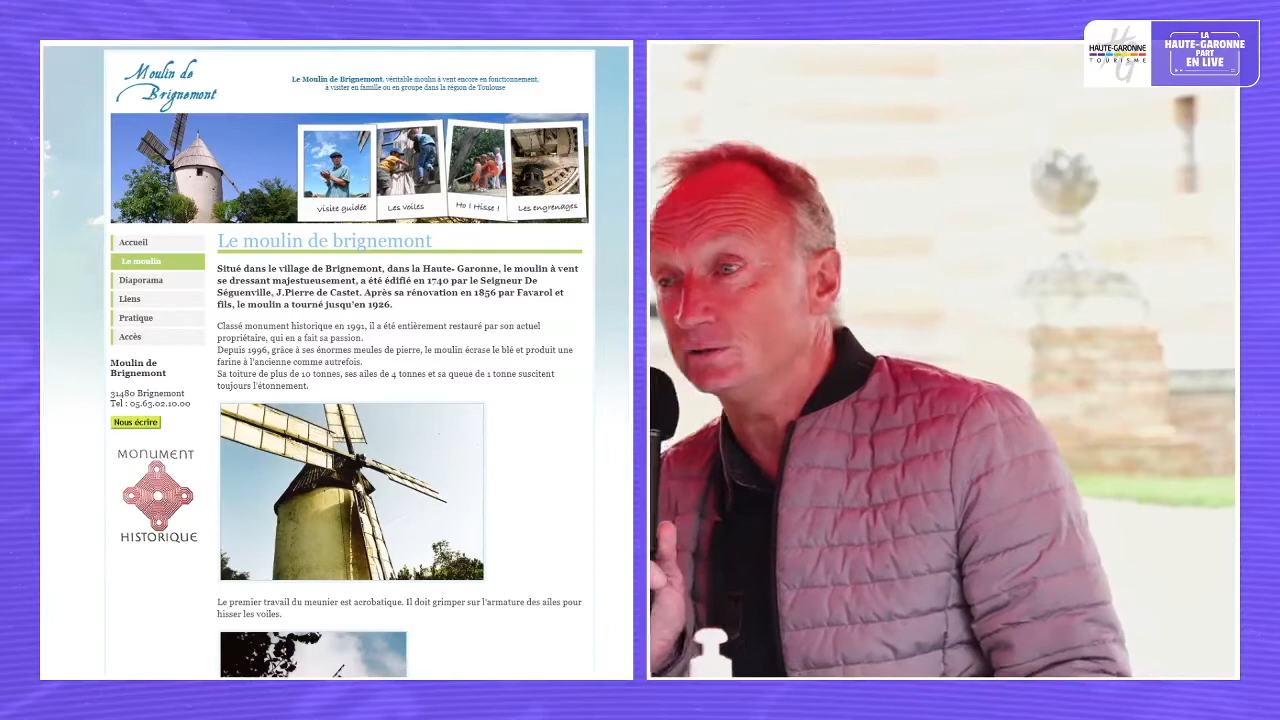 HAUTE-GARONNE
TOURISME
LA
HAUTE-GARONNE
PART
EN LIVE
Moulin de
Brignemont
Le Moulin de Brignemont, véritable moulin à vent encore en fonctionnement,
à visiter en famille ou en groupe dans la région de Toulouse
visite guidée
Les voiles
Ho ! Hisse !
Les engrenages
Accueil
Le moulin
Diaporama
Liens
Pratique
Accès
Moulin de
Brignemont
31480 Brignemont
Tel : 05.63.02.10.00
Nous écrire
MONUMENT
HISTORIQUE
Le moulin de brignemont
Situé dans le village de Brignemont, dans la Haute- Garonne, le moulin à vent
se dressant majestueusement, a été édifié en 1740 par le Seigneur De
Séguenville, J.Pierre de Castet. Après sa rénovation en 1856 par Favarol et
fils, le moulin a tourné jusqu'en 1926.
Classé monument historique en 1991, il a été entièrement restauré par son actuel
propriétaire, qui en a fait sa passion.
Depuis 1996, grâce à ses énormes meules de pierre, le moulin écrase le blé et produit une
farine à l'ancienne comme autrefois.
Sa toiture de plus de 10 tonnes, ses ailes de 4 tonnes et sa queue de 1 tonne suscitent
toujours l'étonnement.
Le premier travail du meunier est acrobatique. Il doit grimper sur l'armature des ailes pour
hisser les voiles.